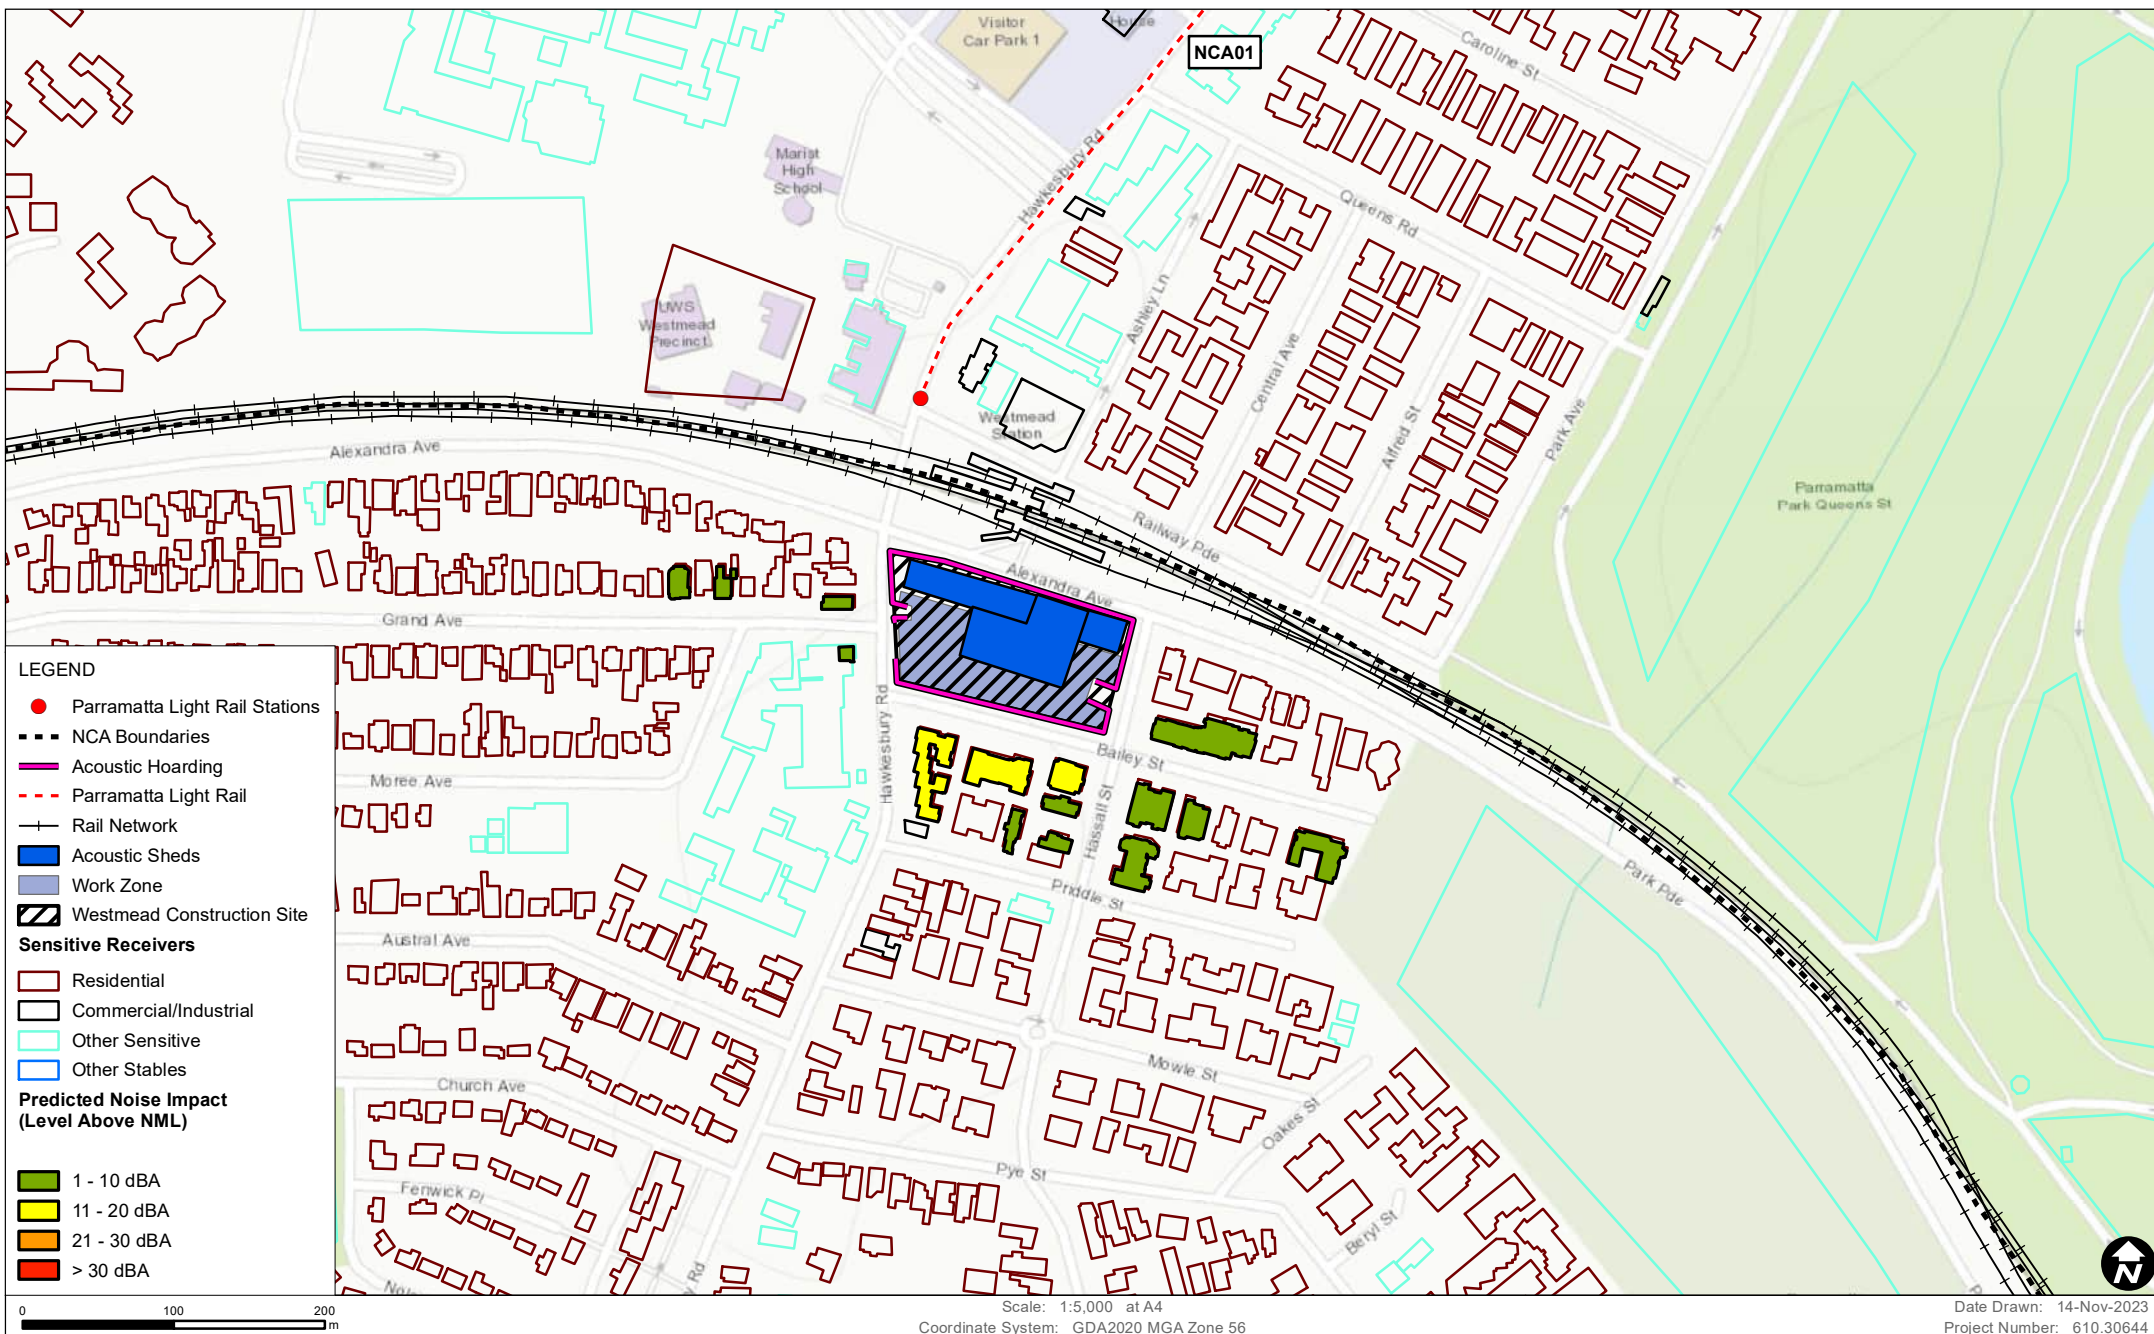 Visitor
Car Park 1
House
NCA01
Caroline St
Marist
High
School
Hawkesbury Rd
Queens Rd
UWS
Westmead
Precinct
Ashley Ln
Central Ave
Westmead
Station
Alfred St
Park Ave
Alexandra Ave
Parramatta
Park Queens St
Railway Pde
Alexandra Ave
Grand Ave
Hawkesbury Rd
Moree Ave
Bailey St
Hassall St
Priddle St
Park Pde
Austral Ave
Mowle St
Church Ave
Oakes St
Pye St
Fenwick Pl
Beryl St
Rd
LEGEND
Parramatta Light Rail Stations
NCA Boundaries
Acoustic Hoarding
Parramatta Light Rail
Rail Network
Acoustic Sheds
Work Zone
Westmead Construction Site
Sensitive Receivers
Residential
Commercial/Industrial
Other Sensitive
Other Stables
Predicted Noise Impact
(Level Above NML)
1 - 10 dBA
11 - 20 dBA
21 - 30 dBA
> 30 dBA
N
0 100 200
m
Scale: 1:5,000 at A4
Coordinate System: GDA2020 MGA Zone 56
Date Drawn: 14-Nov-2023
Project Number: 610.30644